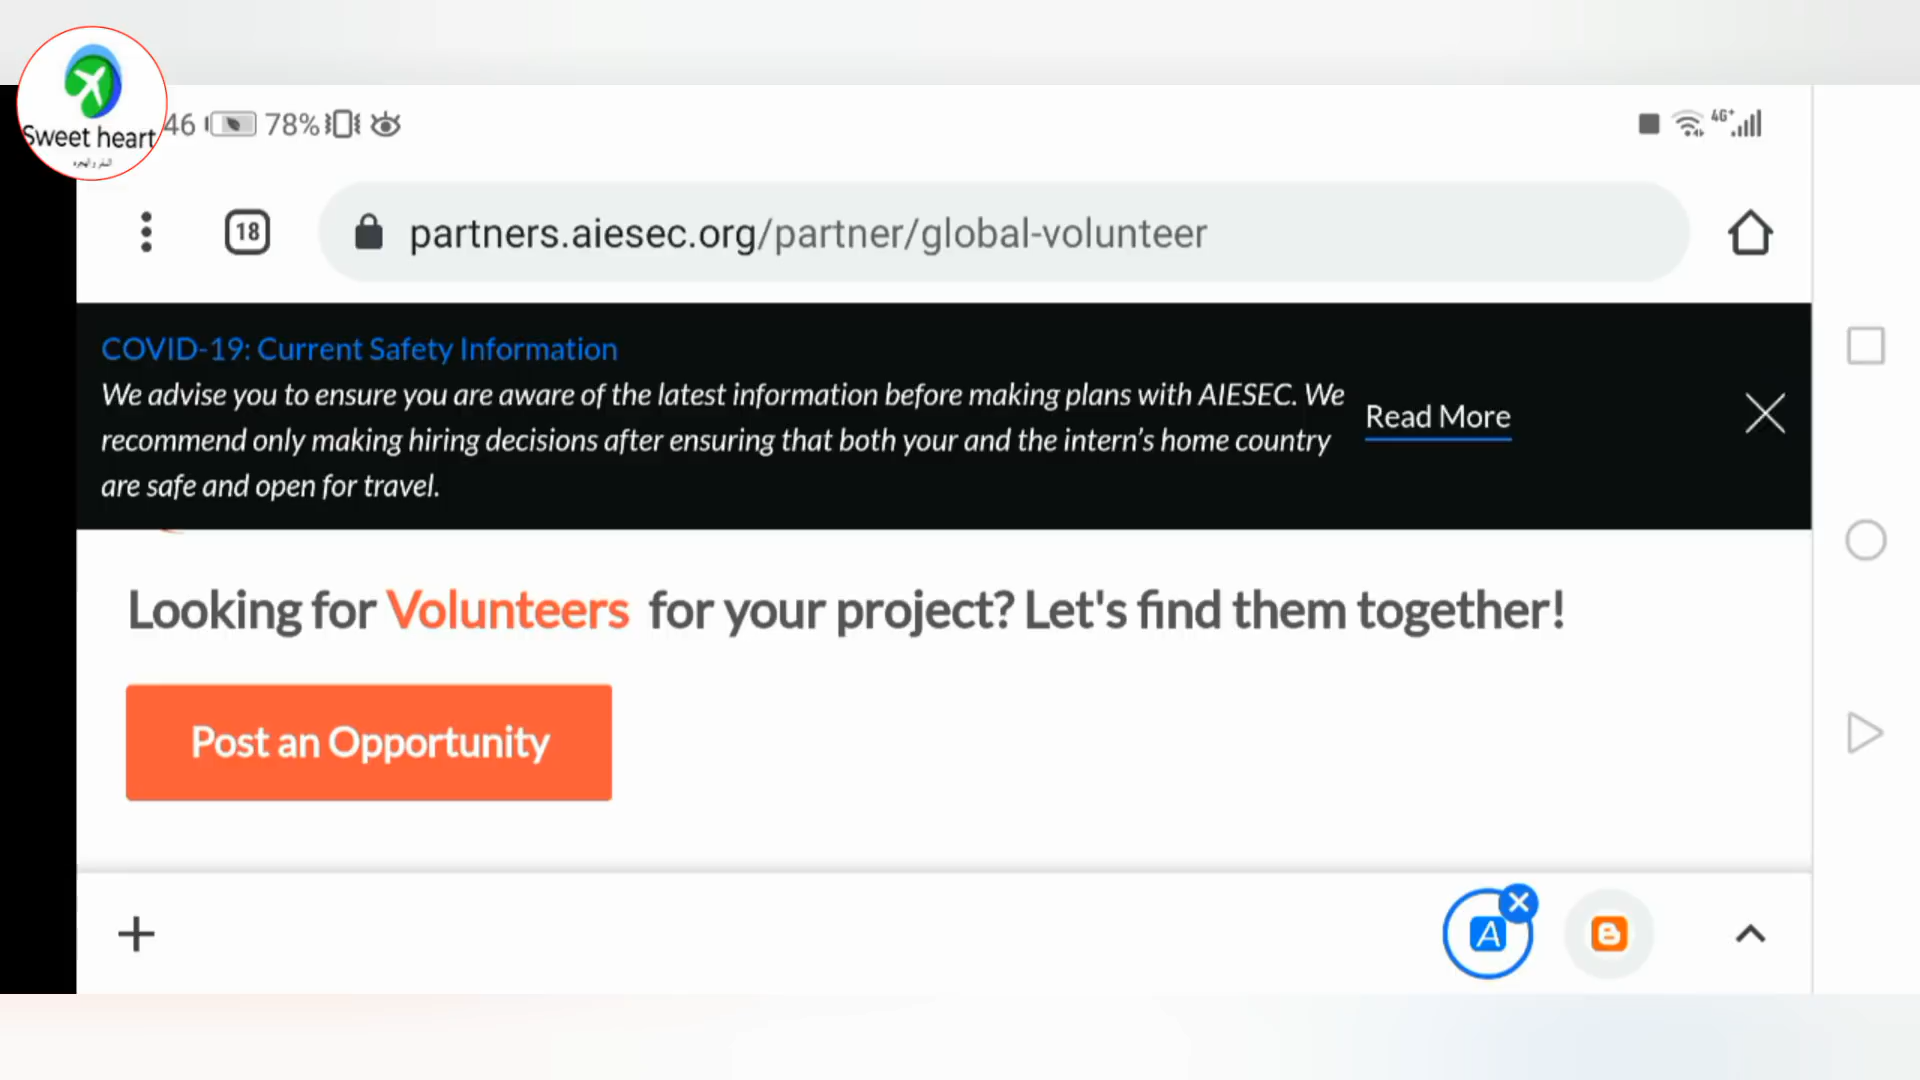 Sweet heart
السفر والهجره
46 78% 4G+
18 partners.aiesec.org/partner/global-volunteer
COVID-19: Current Safety Information
We advise you to ensure you are aware of the latest information before making plans with AIESEC. We
recommend only making hiring decisions after ensuring that both your and the intern's home country
are safe and open for travel.
Read More
Looking for Volunteers for your project? Let's find them together!
Post an Opportunity
A